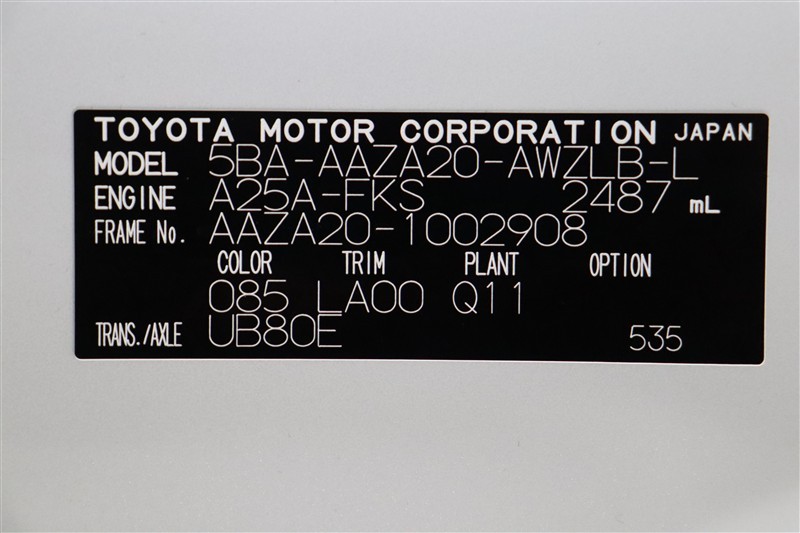 TOYOTA MOTOR CORPORATION JAPAN
MODEL 5BA-AAZA20-AWZLB-L
ENGINE A25A-FKS 2487 mL
FRAME No. AAZA20-1002908
COLOR TRIM PLANT OPTION
085 LA00 Q11
TRANS./AXLE UB80E 535